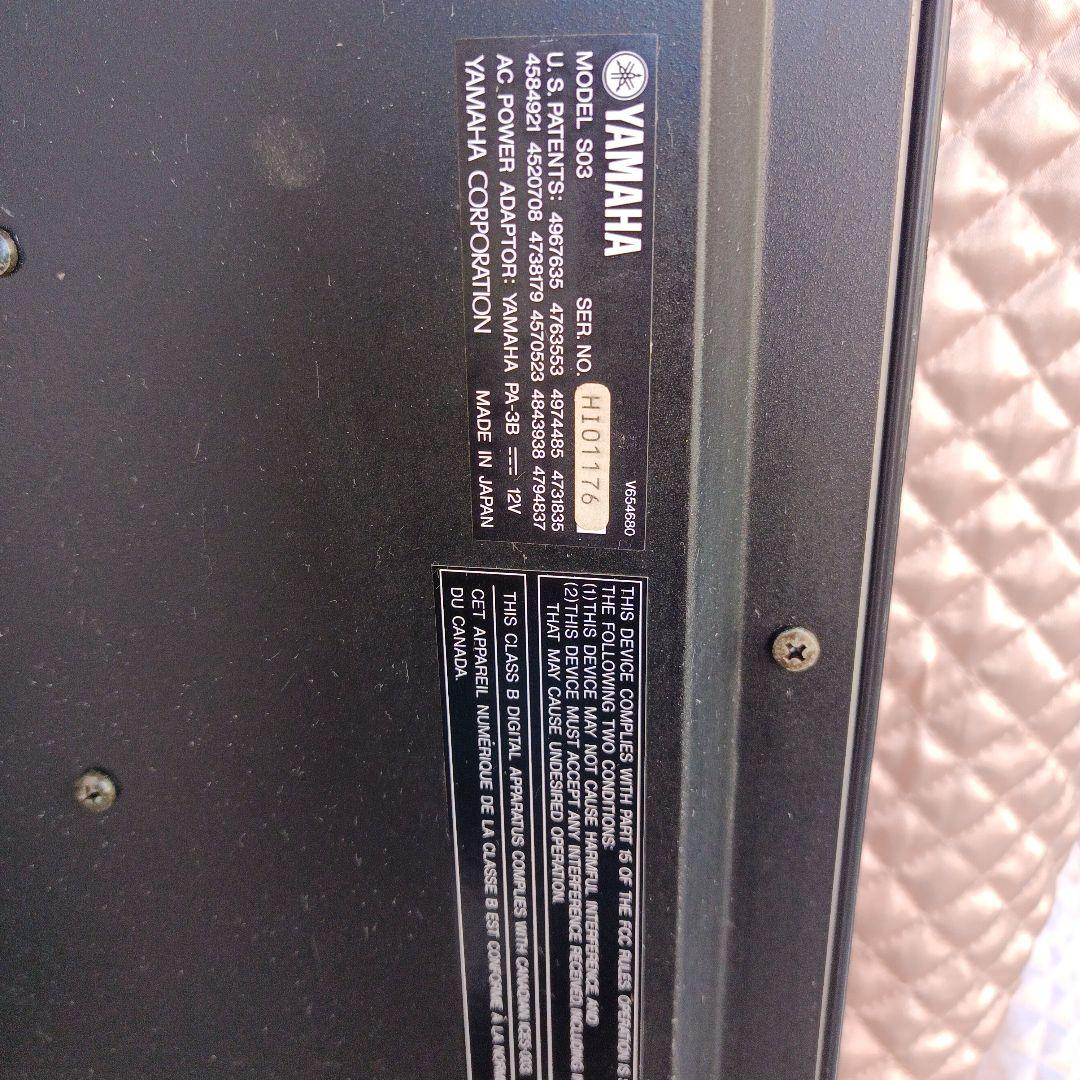 YAMAHA
V654680
MODEL S03 SER. NO. HI01176
U. S. PATENTS: 4967635 4763553 4974485 4731835
4584921 4520708 4738179 4570523 4843938 4794837
AC POWER ADAPTOR: YAMAHA PA-3B 12V
YAMAHA CORPORATION MADE IN JAPAN
THIS DEVICE COMPLIES WITH PART 15 OF THE FCC RULES. OPERATION IS
THE FOLLOWING TWO CONDITIONS:
(1)THIS DEVICE MAY NOT CAUSE HARMFUL INTERFERENCE, AND
(2)THIS DEVICE MUST ACCEPT ANY INTERFERENCE RECEIVED, INCLUDING
THAT MAY CAUSE UNDESIRED OPERATION.
THIS CLASS B DIGITAL APPARATUS COMPLIES WITH CANADIAN ICES-003
CET APPAREIL NUMÉRIQUE DE LA CLASSE B EST CONFORME À LA
DU CANADA.